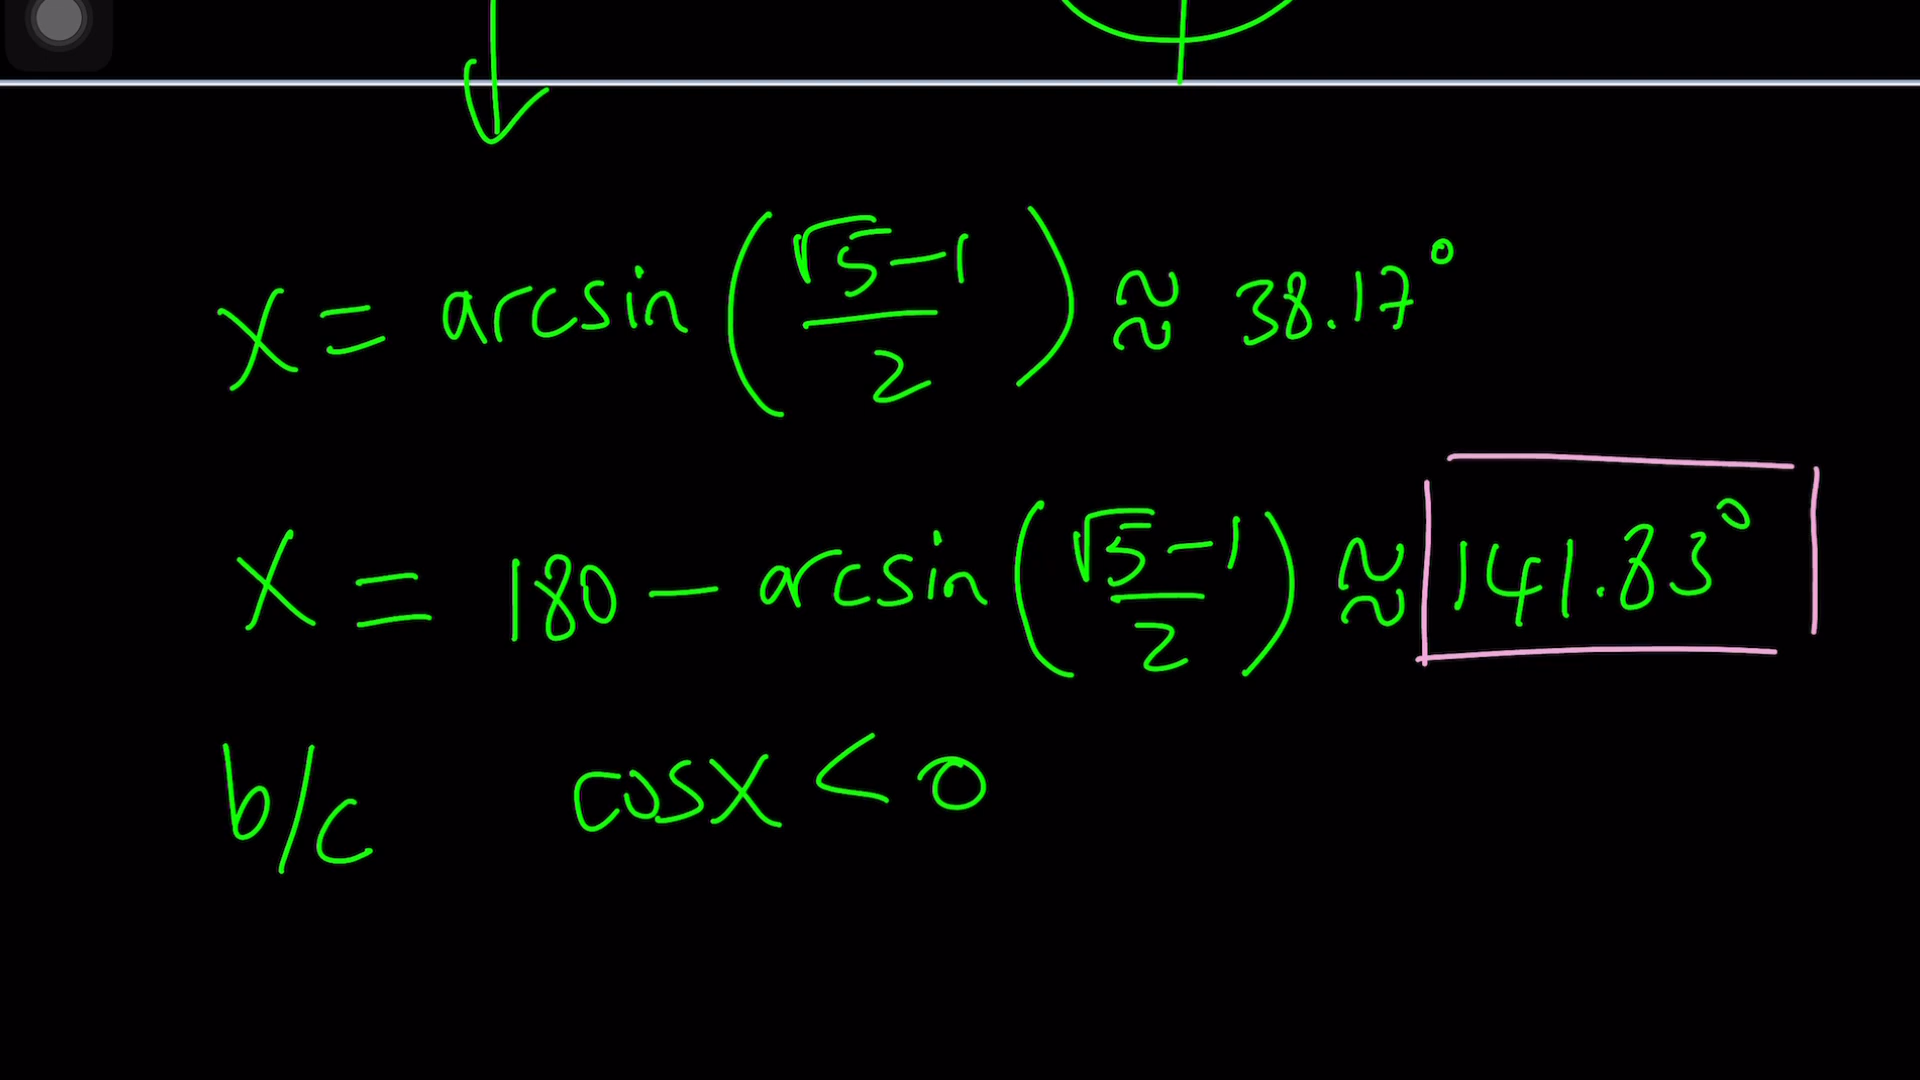 x = arcsin(√5-1/2) ≈ 38.17°
x = 180 - arcsin(√5-1/2) ≈ 141.83°
b/c cosx < 0